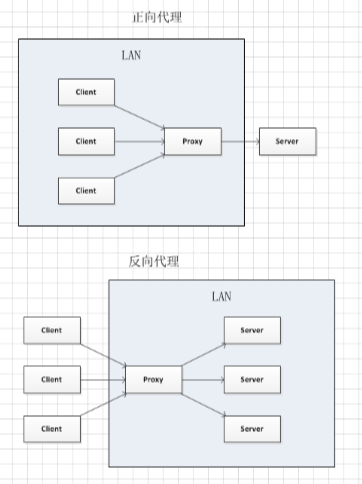 正向代理
LAN
Client
Client
Proxy
Server
Client
反向代理
LAN
Client
Server
Client
Proxy
Server
Client
Server